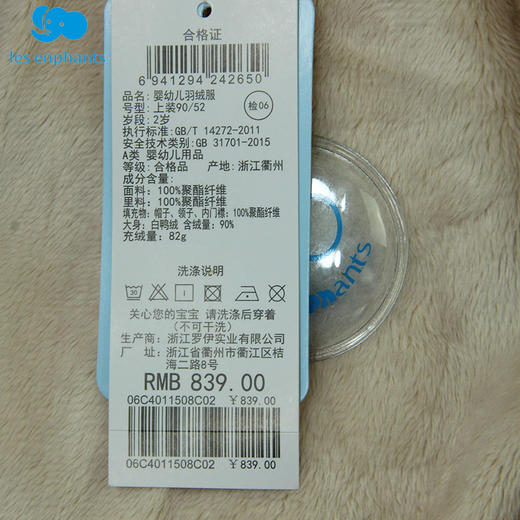 les enphants
合格证
6 941294 242650
品名: 婴幼儿羽绒服
号型: 上装90/52
检06
岁段: 2岁
执行标准:GB/T 14272-2011
安全技术类别:GB 31701-2015
A类 婴幼儿用品
等级: 合格品 产地: 浙江衢州
成分含量:
面料: 100%聚酯纤维
里料: 100%聚酯纤维
填充物: 帽子、领子、内门襟: 100%聚酯纤维
大身: 白鸭绒 含绒量: 90%
充绒量: 82g
洗涤说明
30
关心您的宝宝 请洗涤后穿着
(不可干洗)
生产商: 浙江罗伊实业有限公司
厂 址: 浙江省衢州市衢江区桔
海二路8号
RMB 839.00
06C4011508C02 ￥839.00
06C4011508C02 ￥839.00
hants